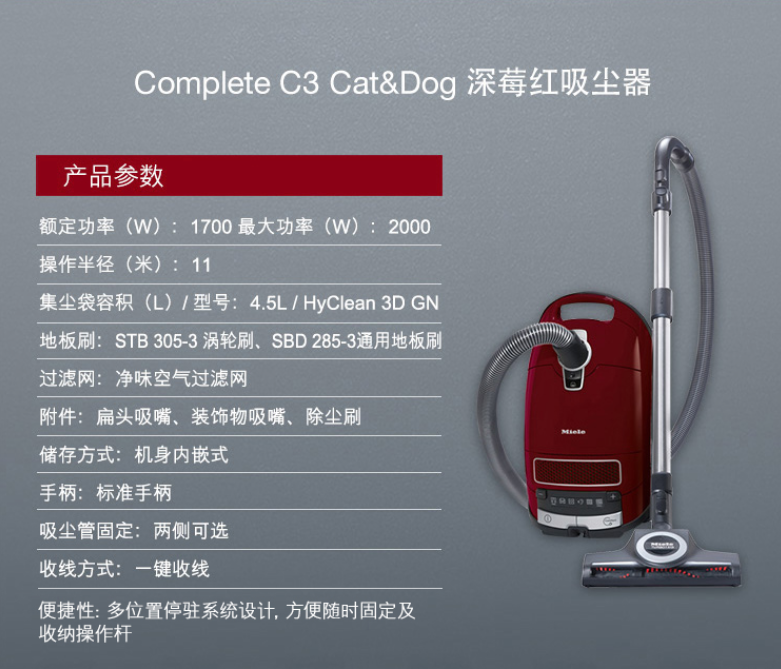 Complete C3 Cat&Dog 深莓红吸尘器
产品参数
额定功率（W）: 1700 最大功率（W）: 2000
操作半径（米）: 11
集尘袋容积（L）/ 型号: 4.5L / HyClean 3D GN
地板刷: STB 305-3 涡轮刷、SBD 285-3通用地板刷
过滤网: 净味空气过滤网
附件: 扁头吸嘴、装饰物吸嘴、除尘刷
储存方式: 机身内嵌式
手柄: 标准手柄
吸尘管固定: 两侧可选
收线方式: 一键收线
便捷性: 多位置停驻系统设计, 方便随时固定及
收纳操作杆
Miele
Miele